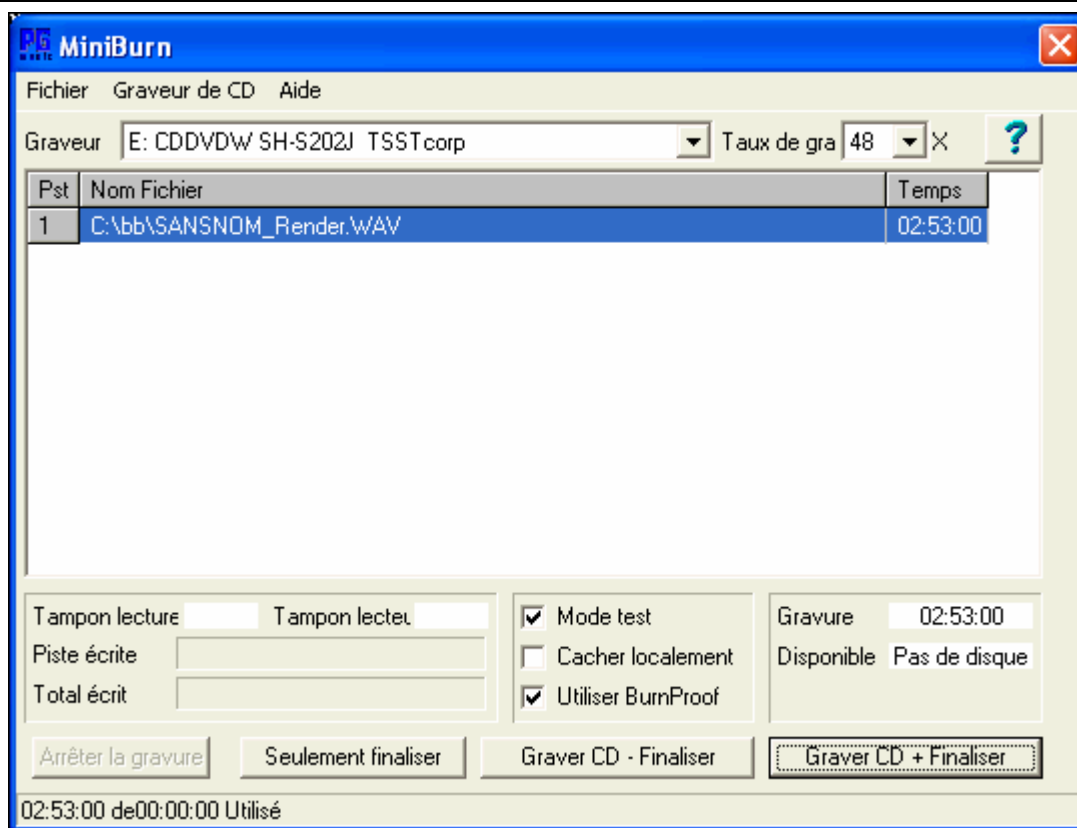 MiniBurn
Fichier Graveur de CD Aide
Graveur E: CDDVDW SH-S202J TSSTcorp Taux de gra 48 X ?
Pst Nom Fichier Temps
1 C:\bb\SANSNOM_Render.WAV 02:53:00
Tampon lecture Tampon lecteu Mode test Gravure 02:53:00
Piste écrite Cacher localement Disponible Pas de disque
Total écrit Utiliser BurnProof
Arrêter la gravure Seulement finaliser Graver CD - Finaliser Graver CD + Finaliser
02:53:00 de00:00:00 Utilisé